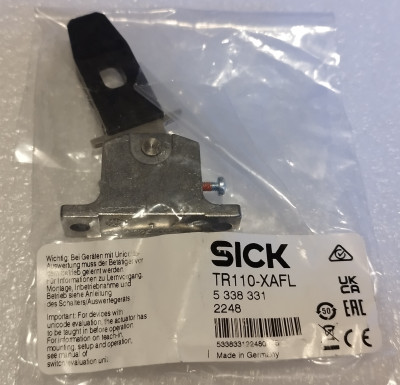 SICK
TR110-XAFL
5 338 331
2248
UK
CA
50
EAC
Made in Germany
Wichtig: Bei Geräten mit Unicode-
Auswertung muss der Betätiger vor
gelernt werden.
Für Informationen zu Lernvorgang,
Montage, Inbetriebnahme und
Betrieb siehe Anleitung
des Schalters/Auswertegeräts
Important: For devices with
unicode evaluation, the actuator has
to be taught in before operation.
For information on teach-in,
mounting, setup and operation,
see manual of
switch evaluation unit